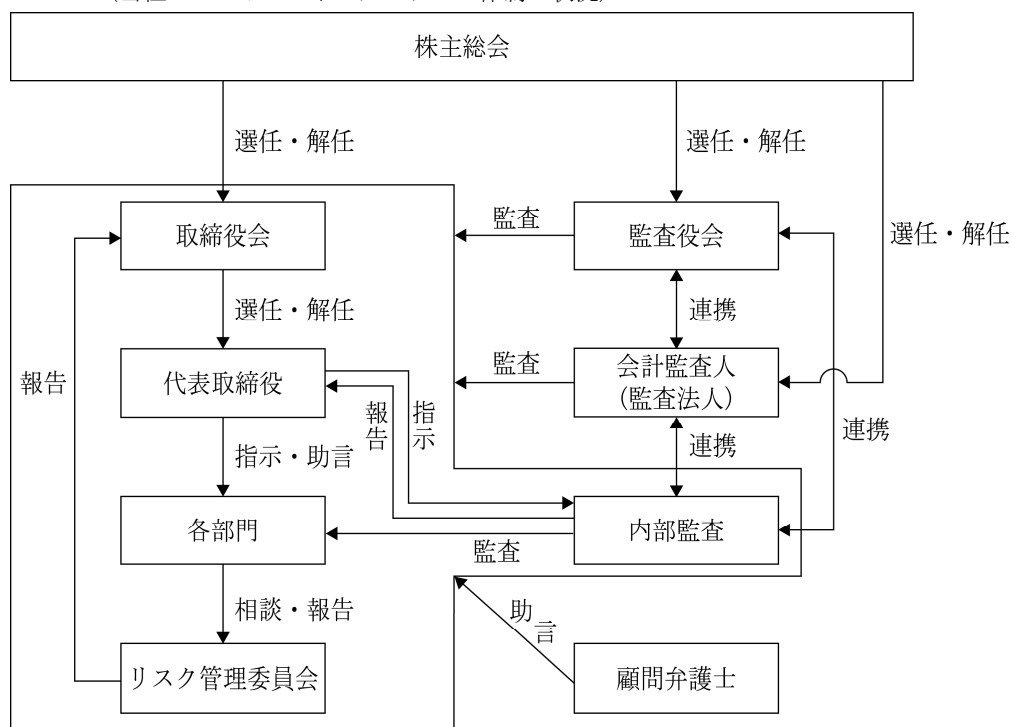 株主総会
選任・解任
選任・解任
選任・解任
取締役会
監査
監査役会
選任・解任
連携
報告
代表取締役
監査
会計監査人
（監査法人）
報告
指示
連携
指示・助言
連携
各部門
監査
内部監査
相談・報告
助言
リスク管理委員会
顧問弁護士